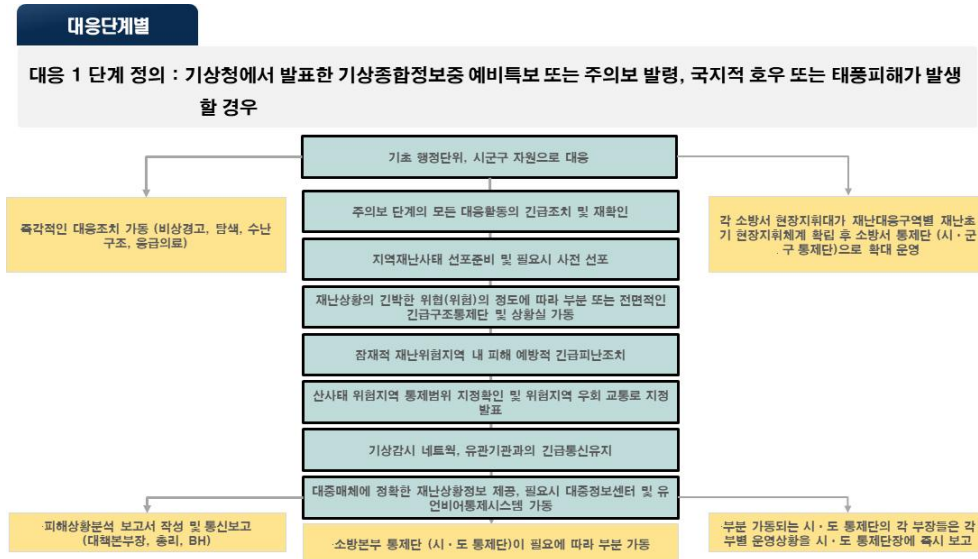 대응단계별
대응 1 단계 정의 : 기상청에서 발표한 기상종합정보중 예비특보 또는 주의보 발령, 국지적 호우 또는 태풍피해가 발생
할 경우
기초 행정단위, 시군구 자원으로 대응
즉각적인 대응조치 가동 (비상경고, 탐색, 수난
구조, 응급의료)
각 소방서 현장지휘대가 재난대응구역별 재난초
기 현장지휘체계 확립 후 소방서 통제단 (시・군
. 구 통제단)으로 확대 운영
주의보 단계의 모든 대응활동의 긴급조치 및 재확인
지역재난사태 선포준비 및 필요시 사전 선포
재난상황의 긴박한 위협(위험)의 정도에 따라 부분 또는 전면적인
긴급구조통제단 및 상황실 가동
잠재적 재난위험지역 내 피해 예방적 긴급피난조치
산사태 위험지역 통제범위 지정확인 및 위험지역 우회 교통로 지정
발표
기상감시 네트웍, 유관기관과의 긴급통신유지
대중매체에 정확한 재난상황정보 제공, 필요시 대중정보센터 및 유
언비어통제시스템 가동
·피해상황분석 보고서 작성 및 통신보고
(대책본부장, 총리, BH)
·소방본부 통제단 (시・도 통제단)이 필요에 따라 부분 가동
·부분 가동되는 시・도 통제단의 각 부장들은 각
부별 운영상황을 시・도 통제단장에 즉시 보고